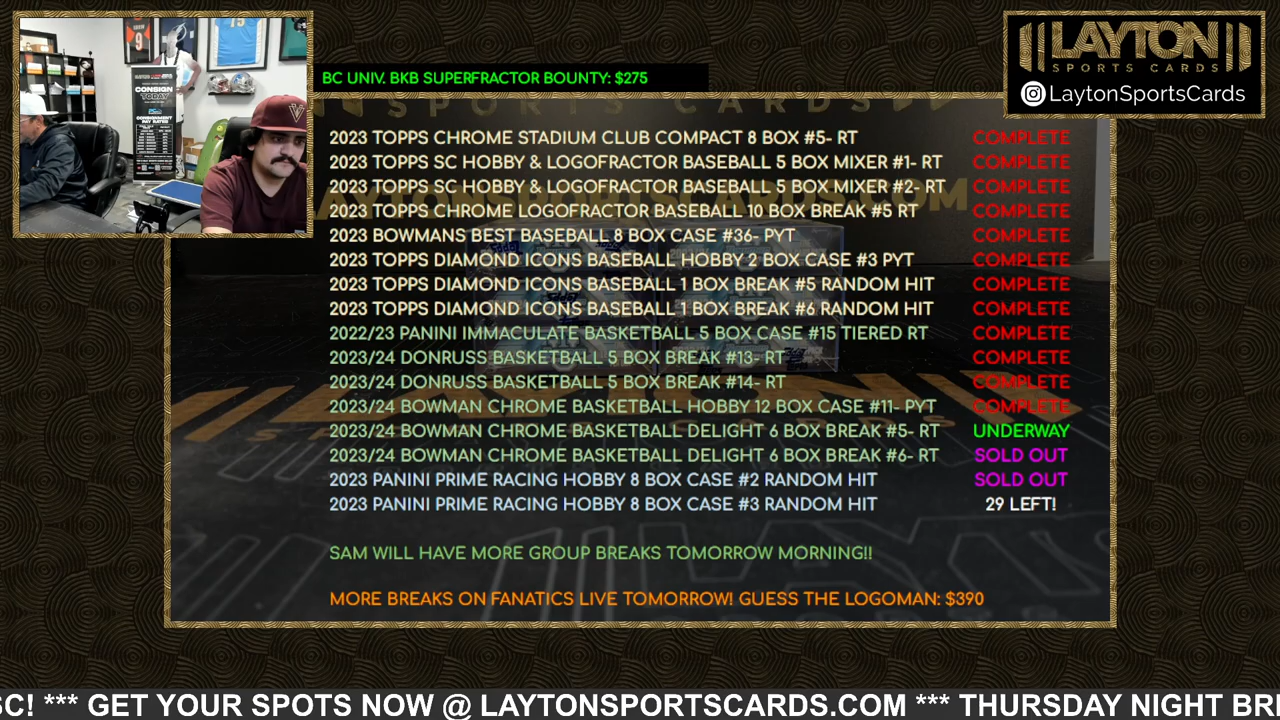 BC UNIV. BKB SUPERFRACTOR BOUNTY: $275
LAYTON
SPORTS CARDS
LaytonSportsCards
SPORTS CARDS
2023 TOPPS CHROME STADIUM CLUB COMPACT 8 BOX #5- RT COMPLETE
2023 TOPPS SC HOBBY & LOGOFRACTOR BASEBALL 5 BOX MIXER #1- RT COMPLETE
2023 TOPPS SC HOBBY & LOGOFRACTOR BASEBALL 5 BOX MIXER #2- RT COMPLETE
2023 TOPPS CHROME LOGOFRACTOR BASEBALL 10 BOX BREAK #5 RT COMPLETE
2023 BOWMANS BEST BASEBALL 8 BOX CASE #36- PYT COMPLETE
2023 TOPPS DIAMOND ICONS BASEBALL HOBBY 2 BOX CASE #3 PYT COMPLETE
2023 TOPPS DIAMOND ICONS BASEBALL 1 BOX BREAK #5 RANDOM HIT COMPLETE
2023 TOPPS DIAMOND ICONS BASEBALL 1 BOX BREAK #6 RANDOM HIT COMPLETE
2022/23 PANINI IMMACULATE BASKETBALL 5 BOX CASE #15 TIERED RT COMPLETE
2023/24 DONRUSS BASKETBALL 5 BOX BREAK #13- RT COMPLETE
2023/24 DONRUSS BASKETBALL 5 BOX BREAK #14- RT COMPLETE
2023/24 BOWMAN CHROME BASKETBALL HOBBY 12 BOX CASE #11- PYT COMPLETE
2023/24 BOWMAN CHROME BASKETBALL DELIGHT 6 BOX BREAK #5- RT UNDERWAY
2023/24 BOWMAN CHROME BASKETBALL DELIGHT 6 BOX BREAK #6- RT SOLD OUT
2023 PANINI PRIME RACING HOBBY 8 BOX CASE #2 RANDOM HIT SOLD OUT
2023 PANINI PRIME RACING HOBBY 8 BOX CASE #3 RANDOM HIT 29 LEFT!
SAM WILL HAVE MORE GROUP BREAKS TOMORROW MORNING!!
MORE BREAKS ON FANATICS LIVE TOMORROW! GUESS THE LOGOMAN: $390
SC! *** GET YOUR SPOTS NOW @ LAYTONSPORTSCARDS.COM *** THURSDAY NIGHT BR
CONSIGN
TODAY